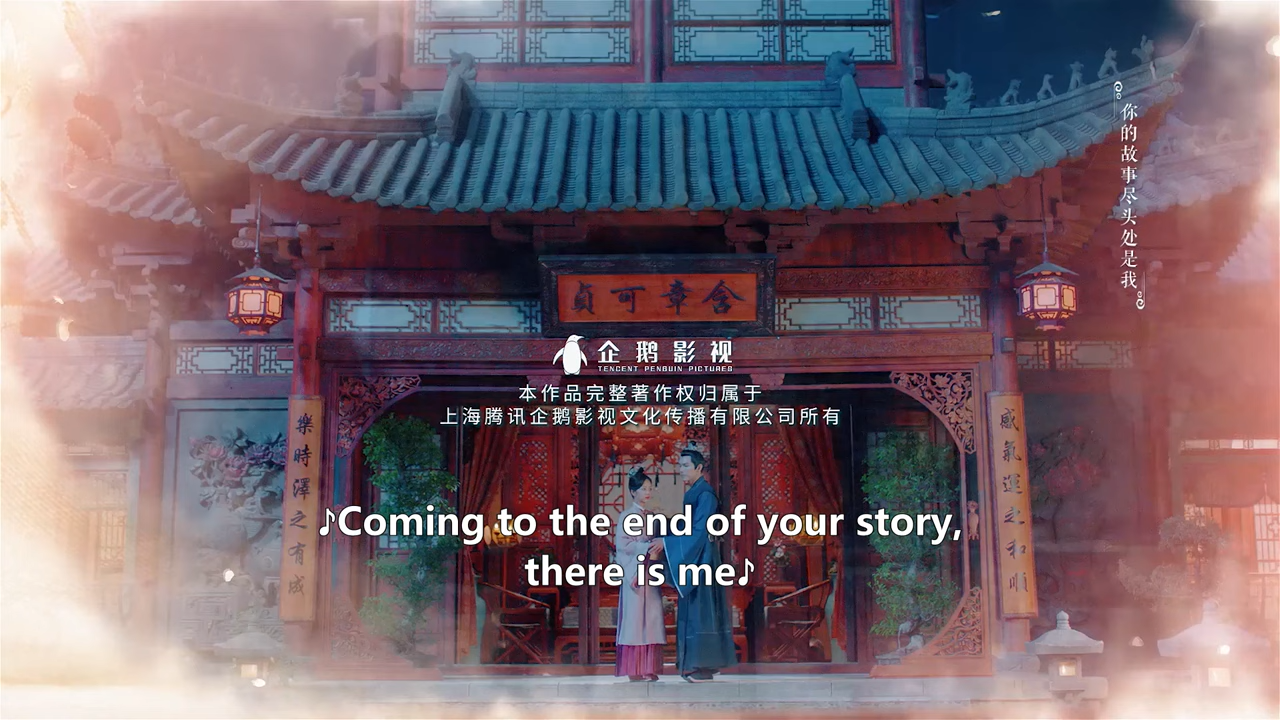 你的故事尽头处是我
含章可貞
企鹅影视
TENCENT PENGUIN PICTURES
本作品完整著作权归属于
上海腾讯企鹅影视文化传播有限公司所有
感氣運之和順
樂時澤之有成
♪Coming to the end of your story,
there is me♪